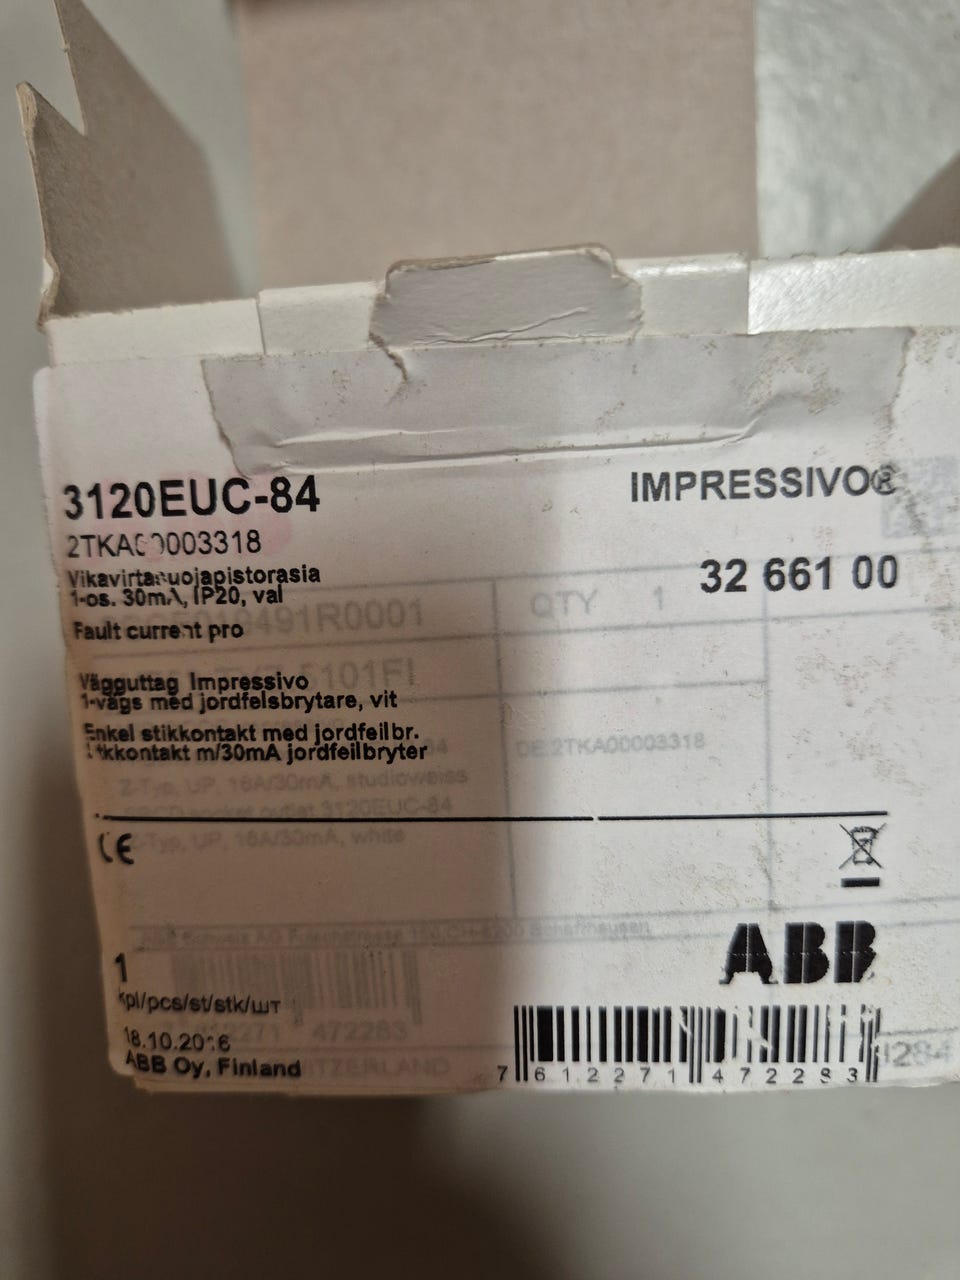 3120EUC-84
IMPRESSIVO®
2TKA00003318
32 661 00
Vikavirtasuojapistorasia
1-os. 30mA, IP20, val
Fault current pro
QTY 1
491R0001
101FI
Vägguttag Impressivo
1-vägs med jordfelsbrytare, vit
Enkel stikkontakt med jordfeilbr.
Stikkontakt m/30mA jordfeilbryter
DE:2TKA00003318
Z-Typ, UP, 16A/30mA, studioweiss
socket outlet 3120EUC-84
Z-Typ, UP, 16A/30mA, white
CE
ABB
1
kpl/pcs/st/stk/шт
472283
18.10.2016
ABB Oy, Finland
7 612271 472283